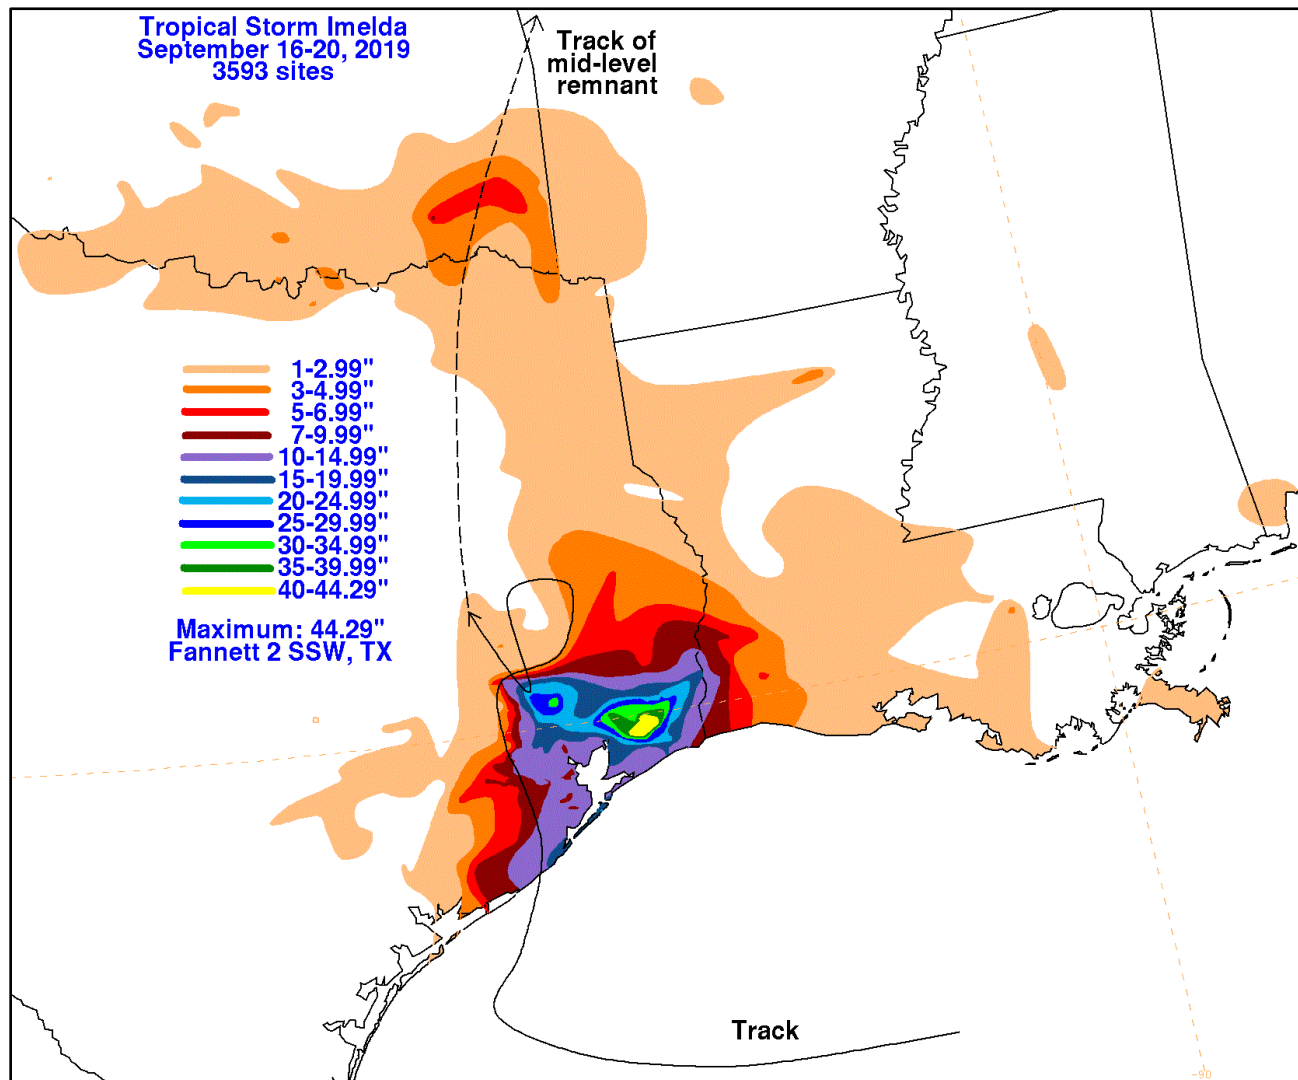 Tropical Storm Imelda
September 16-20, 2019
3593 sites
Track of
mid-level
remnant
1-2.99"
3-4.99"
5-6.99"
7-9.99"
10-14.99"
15-19.99"
20-24.99"
25-29.99"
30-34.99"
35-39.99"
40-44.29"
Maximum: 44.29"
Fannett 2 SSW, TX
Track
-90